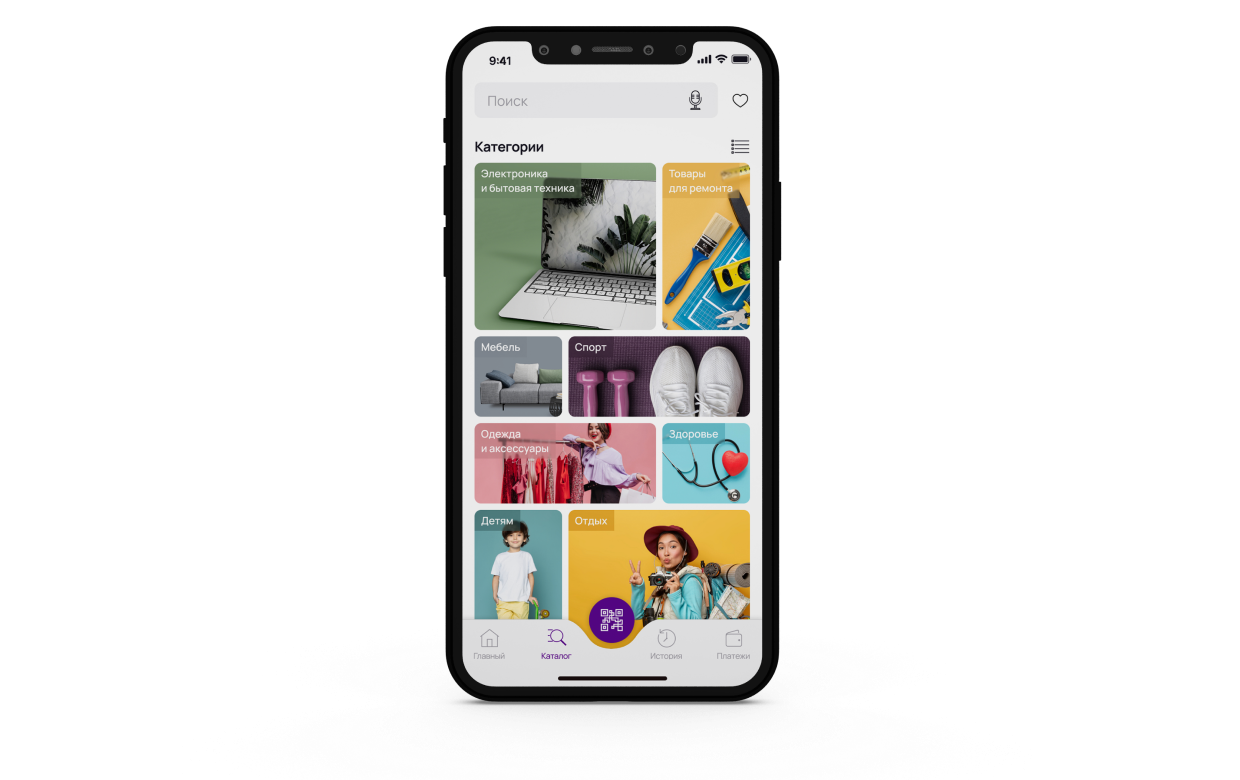 9:41
Поиск
Категории
Электроника
и бытовая техника
Товары
для ремонта
Мебель
Спорт
Одежда
и аксессуары
Здоровье
Детям
Отдых
Главный
Каталог
История
Платежи